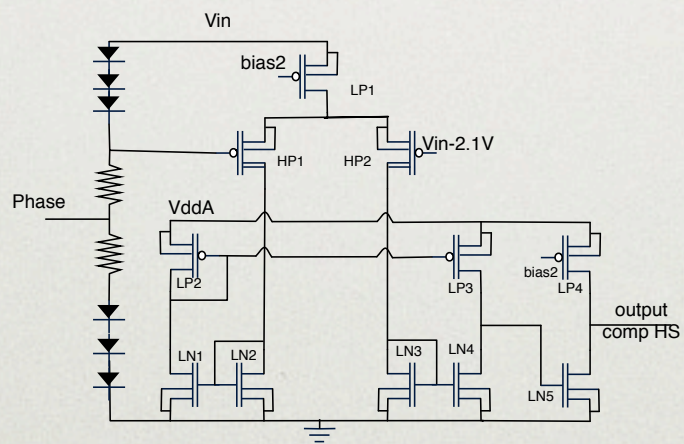 Vin
bias2
LP1
HP1
HP2
Vin-2.1V
Phase
VddA
LP2
LP3
bias2
LP4
output
comp HS
LN1
LN2
LN3
LN4
LN5